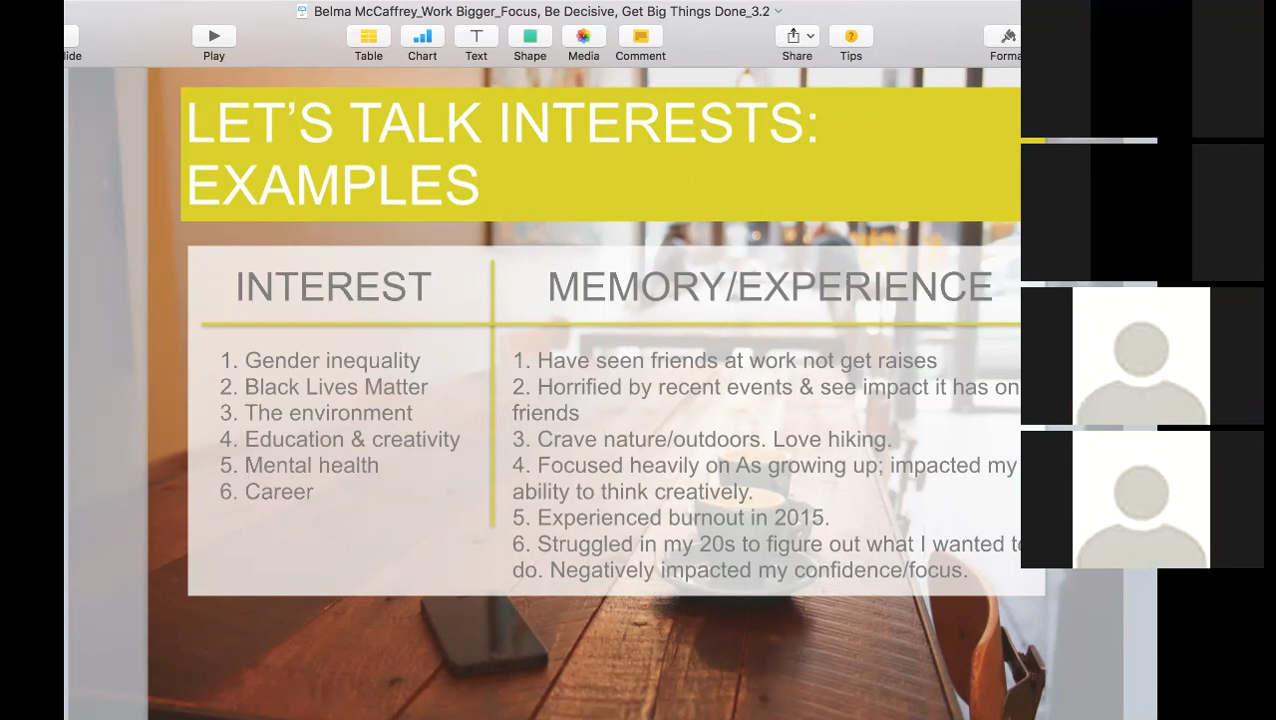 Belma McCaffrey_Work Bigger_Focus, Be Decisive, Get Big Things Done_3.2
lide
Play
Table
Chart
Text
Shape
Media
Comment
Share
Tips
Forma
LET’S TALK INTERESTS:
EXAMPLES
INTEREST
MEMORY/EXPERIENCE
1. Gender inequality
2. Black Lives Matter
3. The environment
4. Education & creativity
5. Mental health
6. Career
1. Have seen friends at work not get raises
2. Horrified by recent events & see impact it has on
friends
3. Crave nature/outdoors. Love hiking.
4. Focused heavily on As growing up; impacted my
ability to think creatively.
5. Experienced burnout in 2015.
6. Struggled in my 20s to figure out what I wanted to
do. Negatively impacted my confidence/focus.